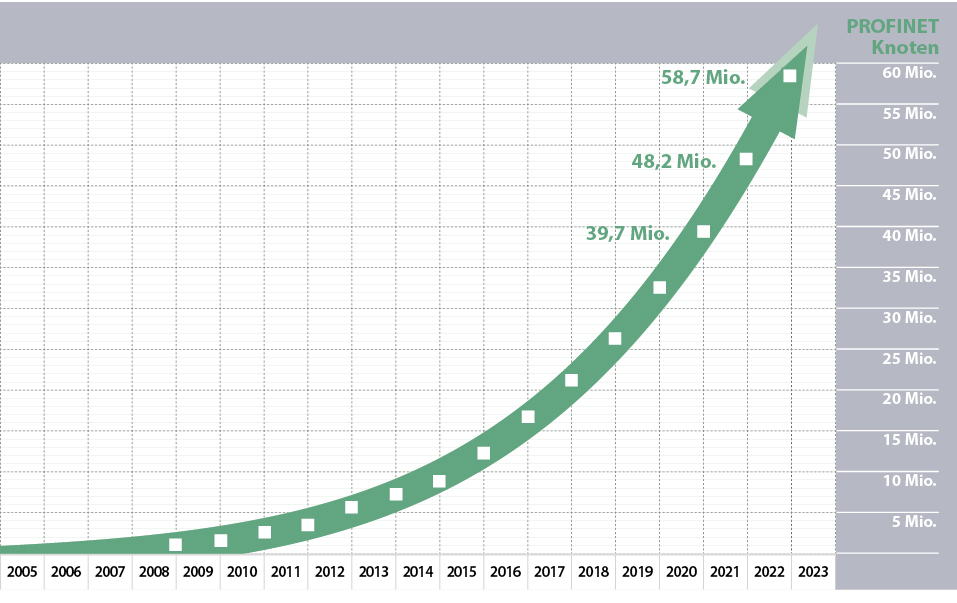 PROFINET
Knoten
58,7 Mio.
60 Mio.
55 Mio.
48,2 Mio.
50 Mio.
45 Mio.
39,7 Mio.
40 Mio.
35 Mio.
30 Mio.
25 Mio.
20 Mio.
15 Mio.
10 Mio.
5 Mio.
2005 2006 2007 2008 2009 2010 2011 2012 2013 2014 2015 2016 2017 2018 2019 2020 2021 2022 2023